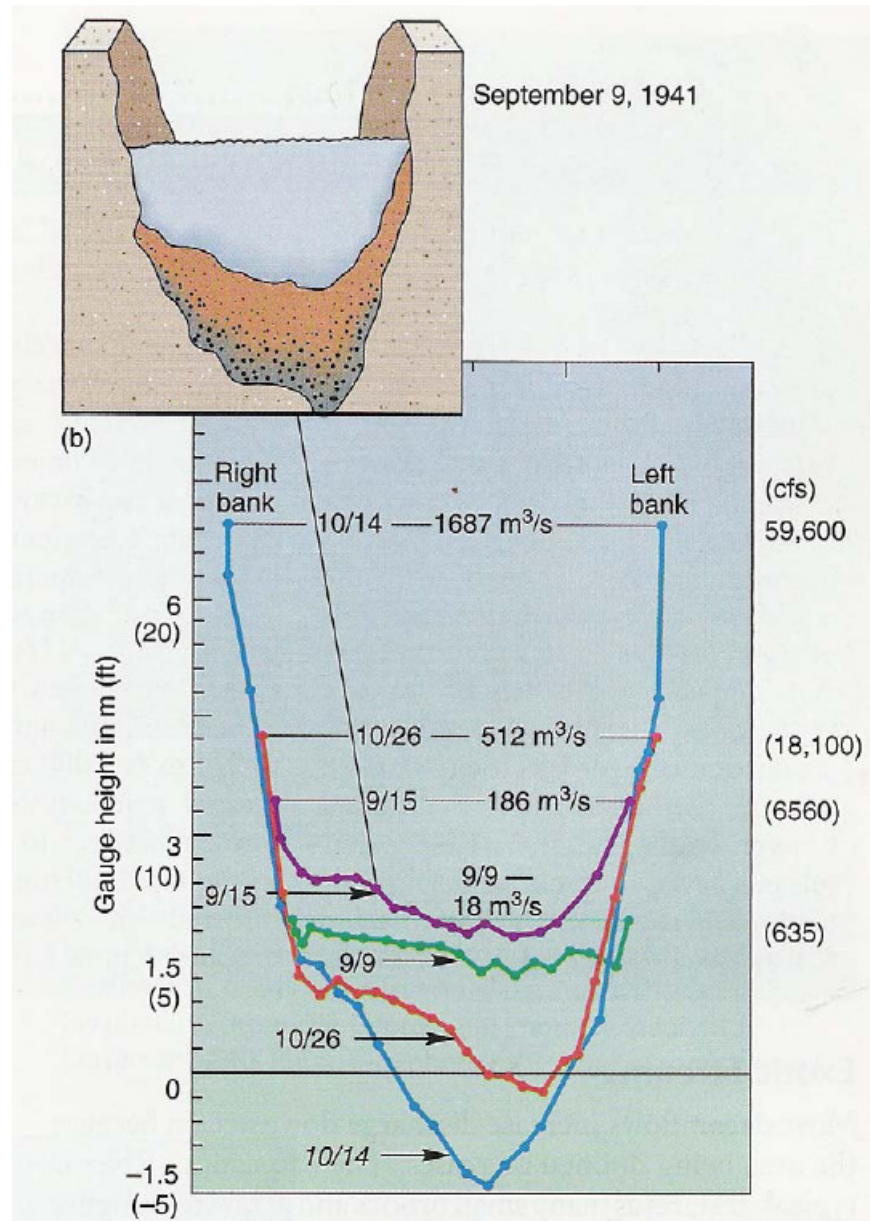 September 9, 1941
(b)
Right
bank
Left
bank
(cfs)
10/14 — 1687 m³/s
59,600
6
(20)
Gauge height in m (ft)
10/26 — 512 m³/s
(18,100)
9/15 186 m³/s
(6560)
3
(10)
9/9 —
18 m³/s
9/15
(635)
9/9
1.5
(5)
10/26
0
10/14
–1.5
(–5)